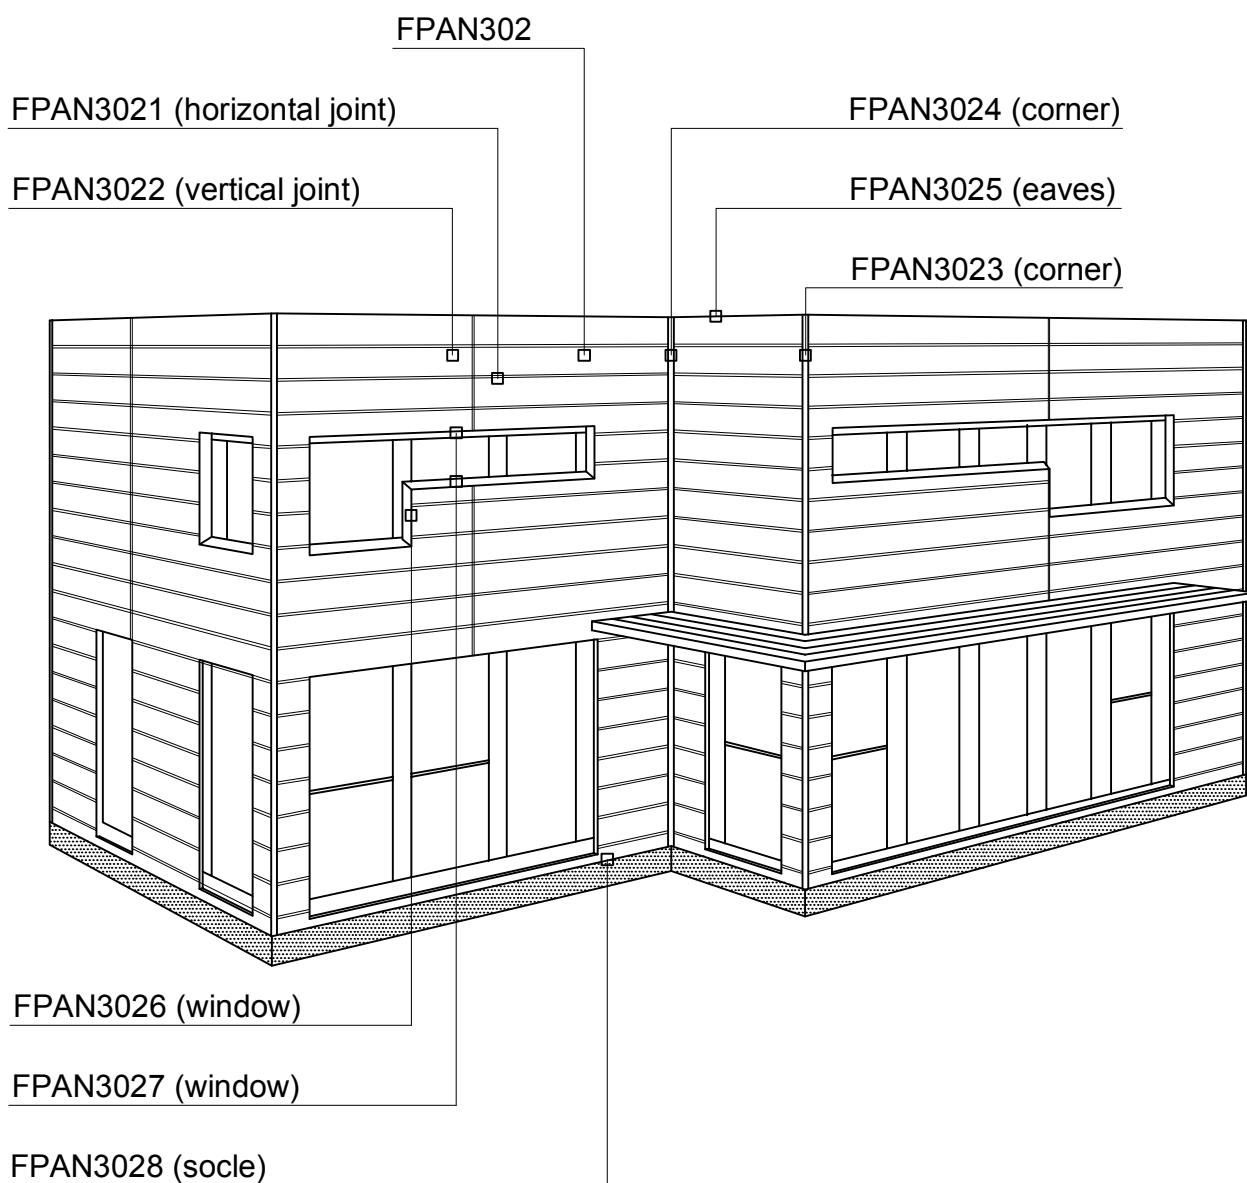 FPAN302
FPAN3021 (horizontal joint)
FPAN3024 (corner)
FPAN3022 (vertical joint)
FPAN3025 (eaves)
FPAN3023 (corner)
FPAN3026 (window)
FPAN3027 (window)
FPAN3028 (socle)